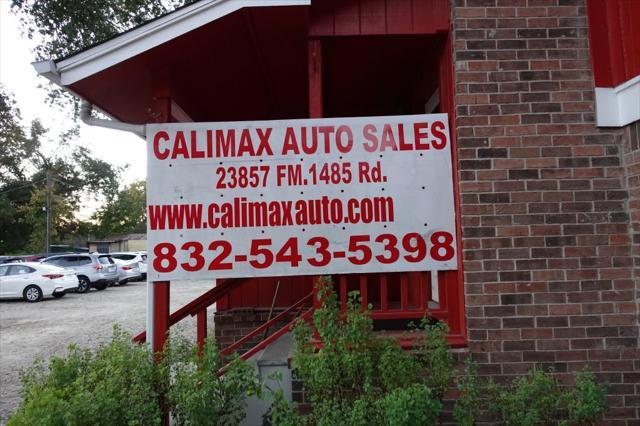 CALIMAX AUTO SALES
23857 FM.1485 Rd.
www.calimaxauto.com
832-543-5398